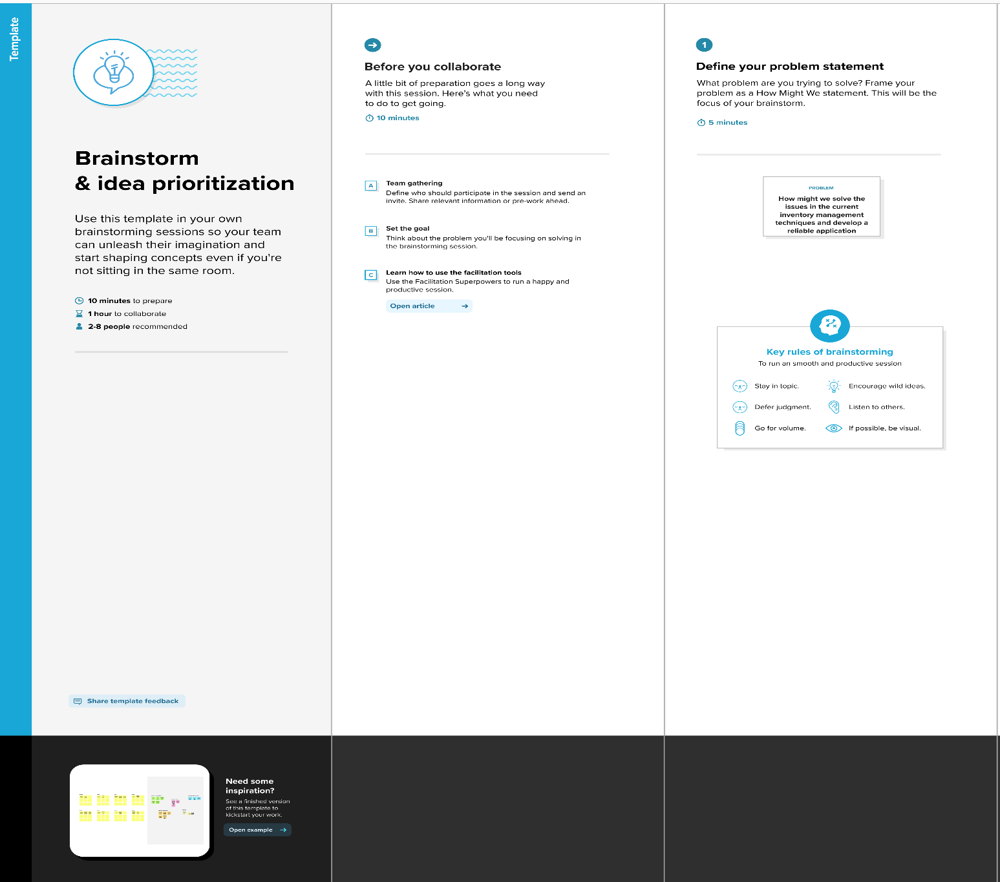 Template
Brainstorm
& idea prioritization
Use this template in your own
brainstorming sessions so your team
can unleash their imagination and
start shaping concepts even if you're
not sitting in the same room.
10 minutes to prepare
1 hour to collaborate
2-8 people recommended
Share template feedback
Need some
inspiration?
See a finished version
of this template to
kickstart your work.
Open example
Before you collaborate
A little bit of preparation goes a long way
with this session. Here's what you need
to do to get going.
10 minutes
A
Team gathering
Define who should participate in the session and send an
invite. Share relevant information or pre-work ahead.
B
Set the goal
Think about the problem you'll be focusing on solving in
the brainstorming session.
C
Learn how to use the facilitation tools
Use the Facilitation Superpowers to run a happy and
productive session.
Open article
1
Define your problem statement
What problem are you trying to solve? Frame your
problem as a How Might We statement. This will be the
focus of your brainstorm.
5 minutes
PROBLEM
How might we solve the
issues in the current
inventory management
techniques and develop a
reliable application
Key rules of brainstorming
To run an smooth and productive session
Stay in topic.
Encourage wild ideas.
Defer judgment.
Listen to others.
Go for volume.
If possible, be visual.